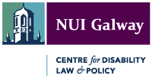 NUI Galway
CENTRE for DISABILITY
LAW & POLICY